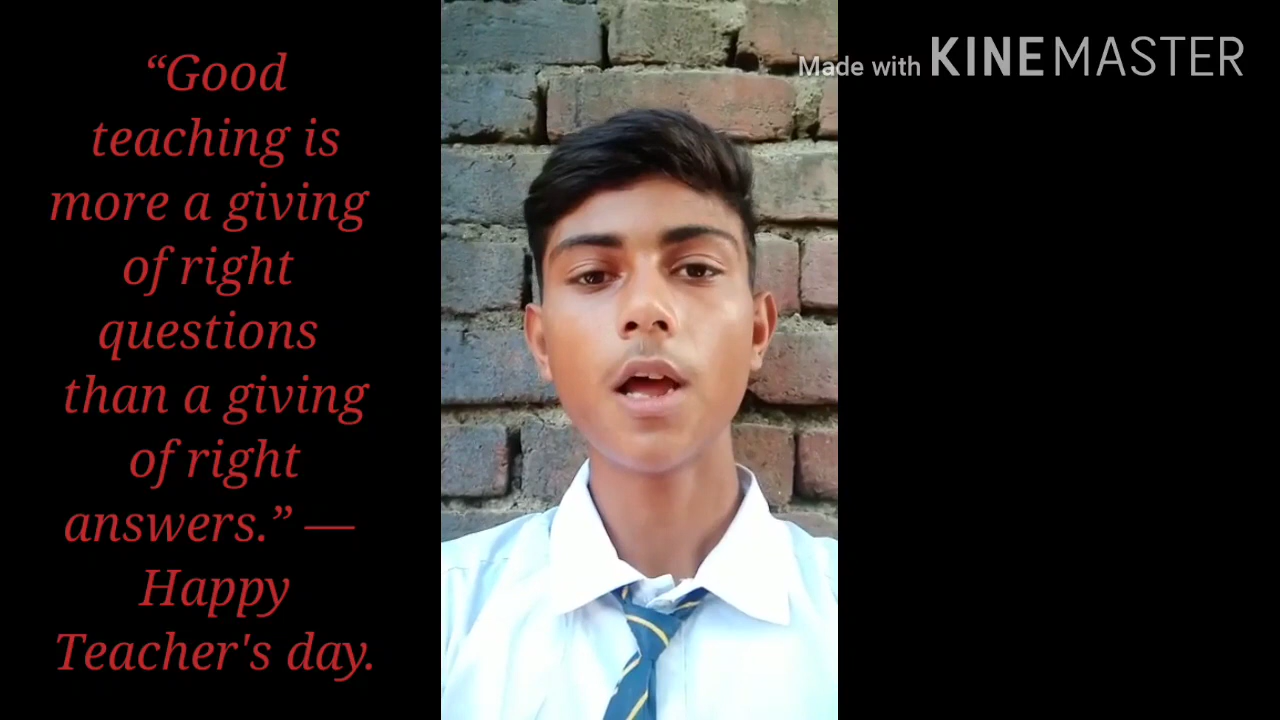 “Good
teaching is
more a giving
of right
questions
than a giving
of right
answers.” —
Happy
Teacher's day.
Made with KINEMASTER